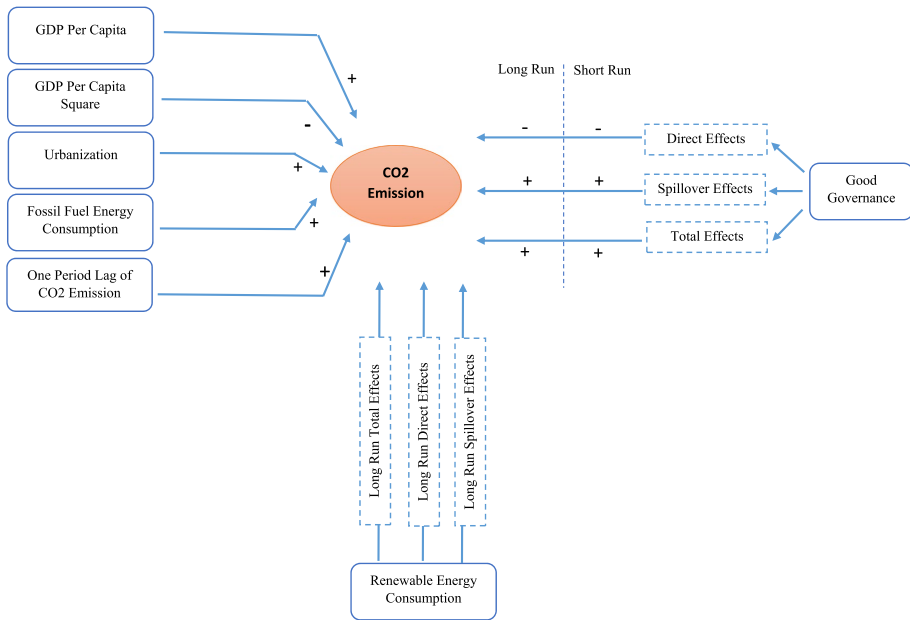 GDP Per Capita
+
GDP Per Capita
Square
-
Urbanization
+
Fossil Fuel Energy
Consumption
+
One Period Lag of
CO2 Emission
+
CO2
Emission
Long Run
Short Run
- -
Direct Effects
+ +
Spillover Effects
Total Effects
+ +
Good
Governance
Long Run Total Effects
Long Run Direct Effects
Long Run Spillover Effects
Renewable Energy
Consumption